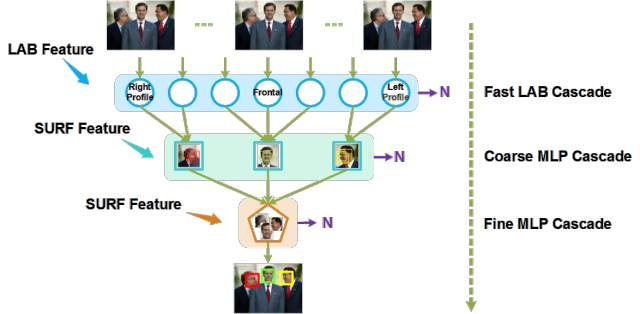 LAB Feature
Right
Profile
Frontal
Left
Profile
N
Fast LAB Cascade
SURF Feature
N
Coarse MLP Cascade
SURF Feature
N
Fine MLP Cascade